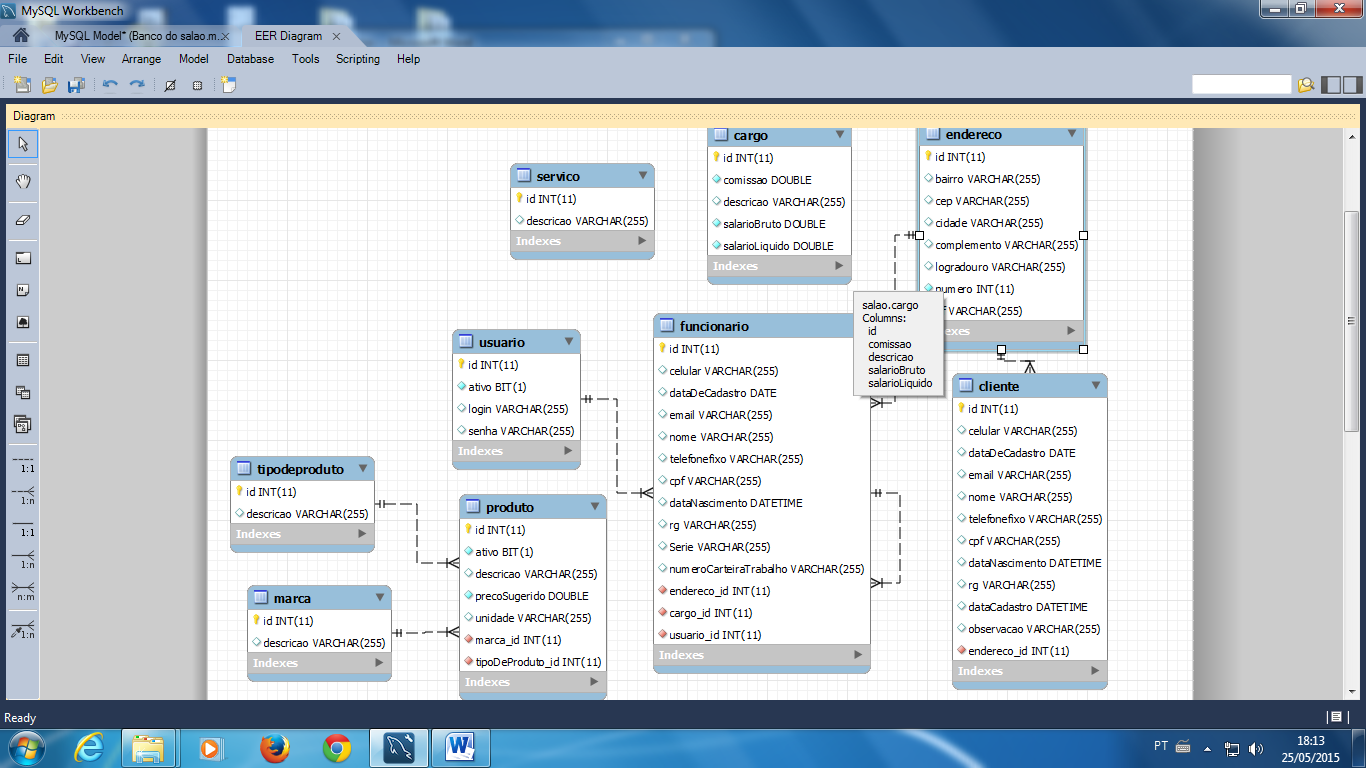 MySQL Workbench
MySQL Model* (Banco do salao.m...
EER Diagram
File Edit View Arrange Model Database Tools Scripting Help
Diagram
cargo
id INT(11)
comissao DOUBLE
descricao VARCHAR(255)
salarioBruto DOUBLE
salarioLiquido DOUBLE
Indexes
endereco
id INT(11)
bairro VARCHAR(255)
cep VARCHAR(255)
cidade VARCHAR(255)
complemento VARCHAR(255)
logradouro VARCHAR(255)
numero INT(11)
VARCHAR(255)
servico
id INT(11)
descricao VARCHAR(255)
Indexes
salao.cargo
Columns:
id
comissao
descricao
salarioBruto
salarioLiquido
usuario
id INT(11)
ativo BIT(1)
login VARCHAR(255)
senha VARCHAR(255)
Indexes
funcionario
id INT(11)
celular VARCHAR(255)
dataDeCadastro DATE
email VARCHAR(255)
nome VARCHAR(255)
telefonefixo VARCHAR(255)
cpf VARCHAR(255)
dataNascimento DATETIME
rg VARCHAR(255)
Serie VARCHAR(255)
numeroCarteiraTrabalho VARCHAR(255)
endereco_id INT(11)
cargo_id INT(11)
usuario_id INT(11)
Indexes
cliente
id INT(11)
celular VARCHAR(255)
dataDeCadastro DATE
email VARCHAR(255)
nome VARCHAR(255)
telefonefixo VARCHAR(255)
cpf VARCHAR(255)
dataNascimento DATETIME
rg VARCHAR(255)
dataCadastro DATETIME
observacao VARCHAR(255)
endereco_id INT(11)
Indexes
tipodeproduto
id INT(11)
descricao VARCHAR(255)
Indexes
produto
id INT(11)
ativo BIT(1)
descricao VARCHAR(255)
precoSugerido DOUBLE
unidade VARCHAR(255)
marca_id INT(11)
tipoDeProduto_id INT(11)
Indexes
marca
id INT(11)
descricao VARCHAR(255)
Indexes
1:1
1:n
1:1
1:n
n:m
1:n
Ready
PT
18:13
25/05/2015